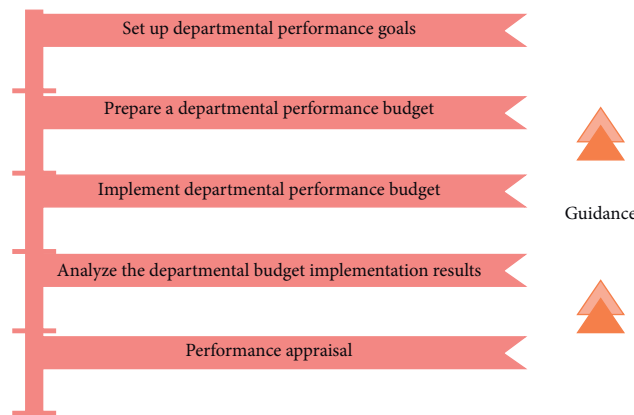 Set up departmental performance goals
Prepare a departmental performance budget
Implement departmental performance budget
Guidance
Analyze the departmental budget implementation results
Performance appraisal